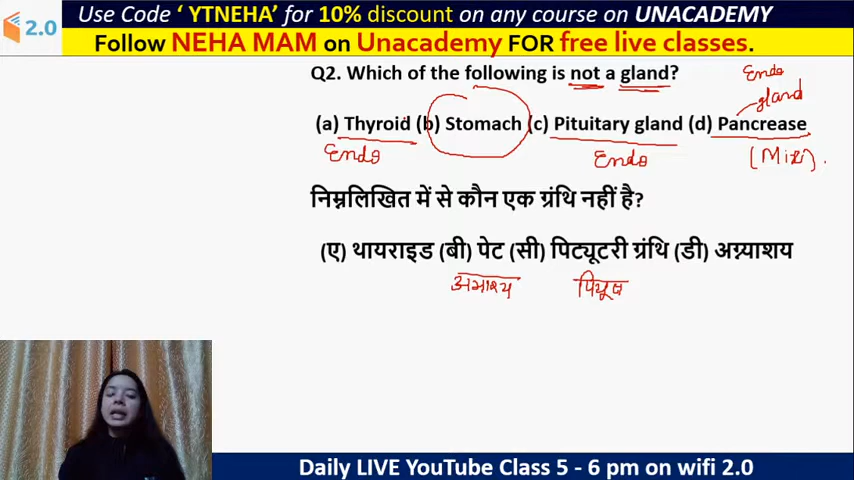 Use Code ‘ YTNEHA’ for 10% discount on any course on UNACADEMY
2.0
Follow NEHA MAM on Unacademy FOR free live classes.
Q2. Which of the following is not a gland?
Endo
gland
(a) Thyroid (b) Stomach (c) Pituitary gland (d) Pancrease
Endo
Endo
(Mix).
निम्नलिखित में से कौन एक ग्रंथि नहीं है?
(ए) थायराइड (बी) पेट (सी) पिट्यूटरी ग्रंथि (डी) अग्न्याशय
पियूष
Daily LIVE YouTube Class 5 - 6 pm on wifi 2.0